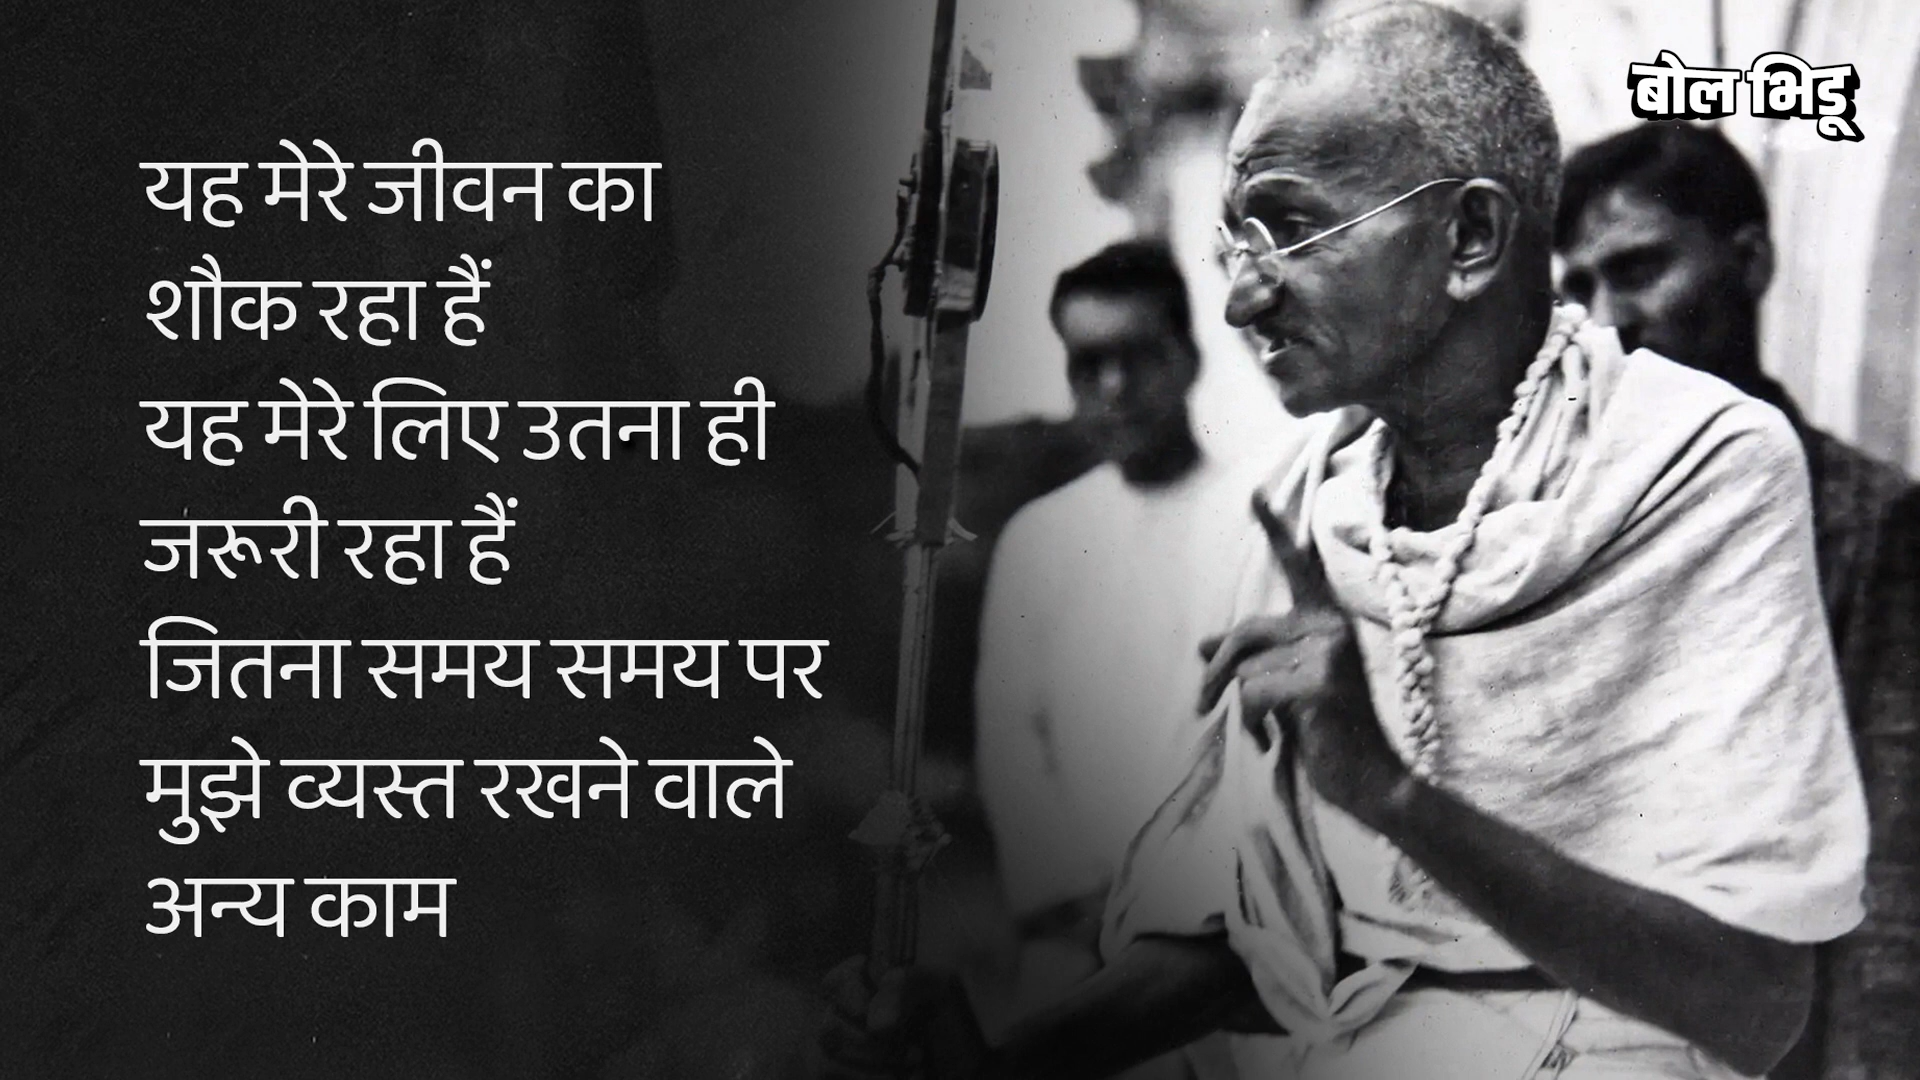 बोल भिडू
यह मेरे जीवन का
शौक रहा हैं
यह मेरे लिए उतना ही
जरूरी रहा हैं
जितना समय समय पर
मुझे व्यस्त रखने वाले
अन्य काम